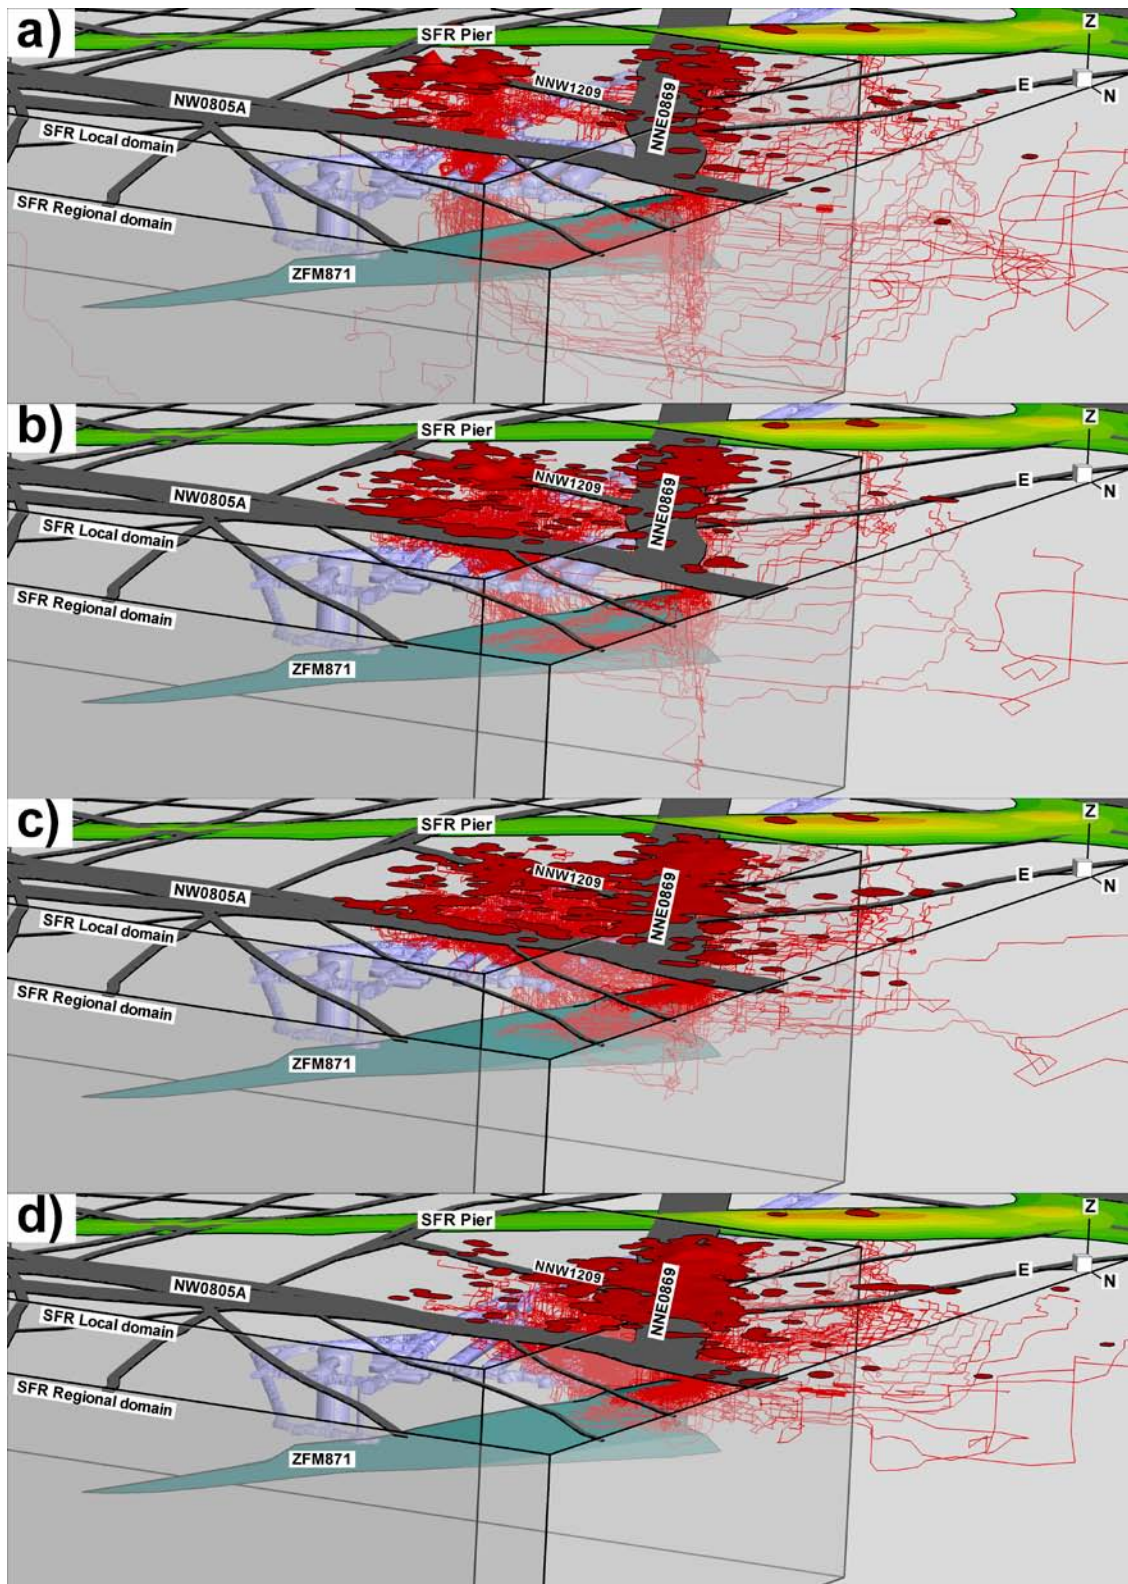 a)
SFR Pier
Z
NNW1209
E
N
NW0805A
NNE0869
SFR Local domain
SFR Regional domain
ZFM871
b)
SFR Pier
Z
NNW1209
E
N
NW0805A
NNE0869
SFR Local domain
SFR Regional domain
ZFM871
c)
SFR Pier
Z
NNW1209
E
N
NW0805A
NNE0869
SFR Local domain
SFR Regional domain
ZFM871
d)
SFR Pier
Z
NNW1209
E
N
NW0805A
NNE0869
SFR Local domain
SFR Regional domain
ZFM871